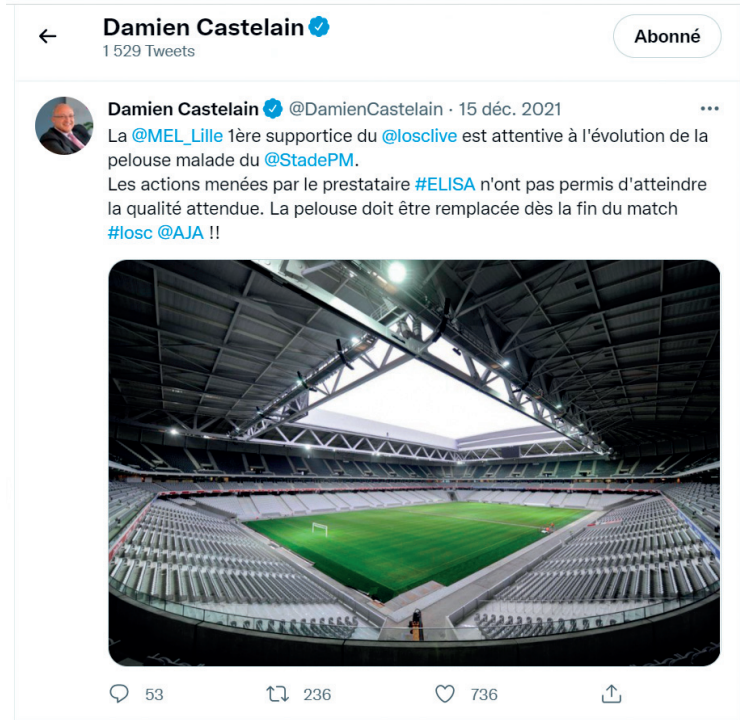 Damien Castelain
1 529 Tweets
Abonné
Damien Castelain @DamienCastelain · 15 déc. 2021
La @MEL_Lille 1ère supportice du @losclive est attentive à l'évolution de la
pelouse malade du @StadePM.
Les actions menées par le prestataire #ELISA n'ont pas permis d'atteindre
la qualité attendue. La pelouse doit être remplacée dès la fin du match
#losc @AJA !!
53 236 736